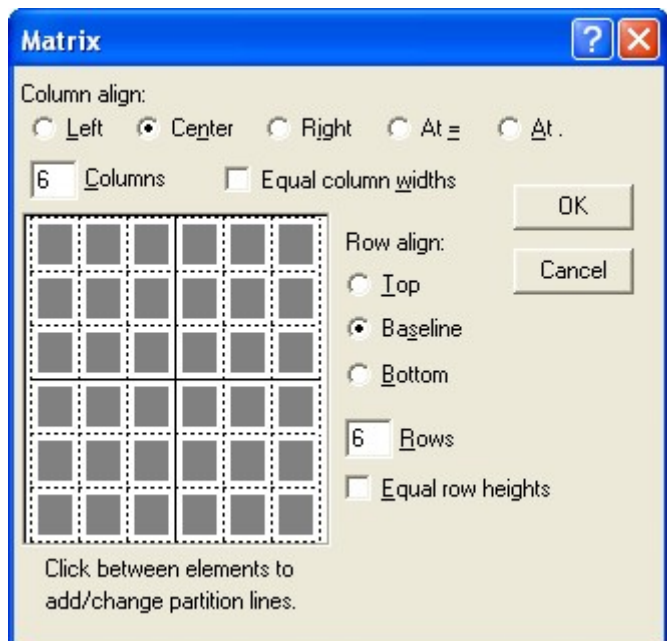 Matrix
Column align:
Left Center Right At = At .
6 Columns Equal column widths
OK
Row align:
Cancel
Top
Baseline
Bottom
6 Rows
Equal row heights
Click between elements to
add/change partition lines.